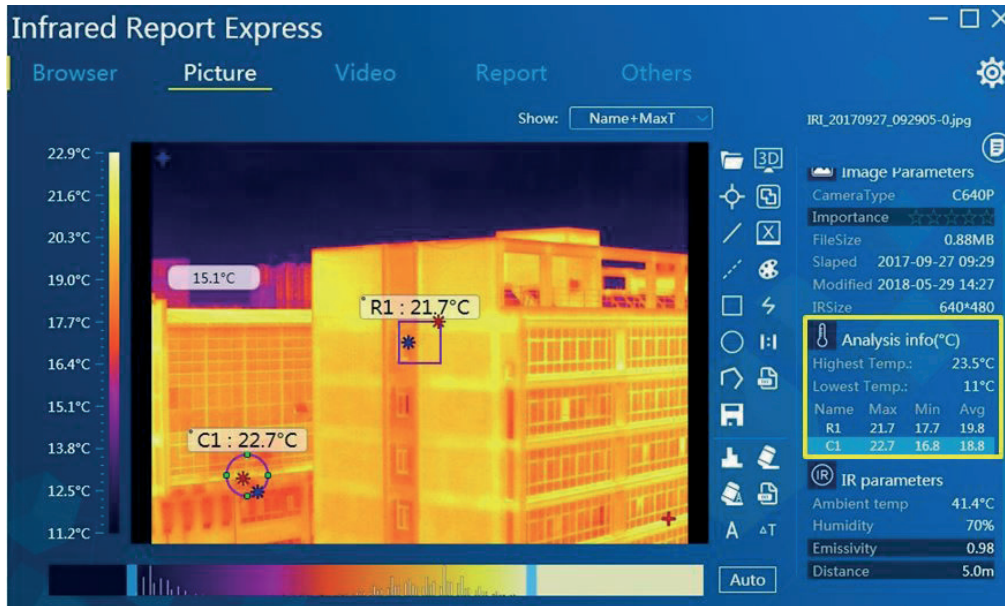 Infrared Report Express
Browser Picture Video Report Others
Show: Name+MaxT
IRI_20170927_092905-0.jpg
22.9°C
21.6°C
20.3°C
19.0°C
17.7°C
16.4°C
15.1°C
13.8°C
12.5°C
11.2°C
15.1°C
R1 : 21.7°C
C1 : 22.7°C
3D
X
1:1
A ΔT
Auto
Image Parameters
CameraType C640P
Importance
FileSize 0.88MB
Slaped 2017-09-27 09:29
Modified 2018-05-29 14:27
IRSize 640*480
Analysis info(°C)
Highest Temp.: 23.5°C
Lowest Temp.: 11°C
Name Max Min Avg
R1 21.7 17.7 19.8
C1 22.7 16.8 18.8
IR IR parameters
Ambient temp 41.4°C
Humidity 70%
Emissivity 0.98
Distance 5.0m